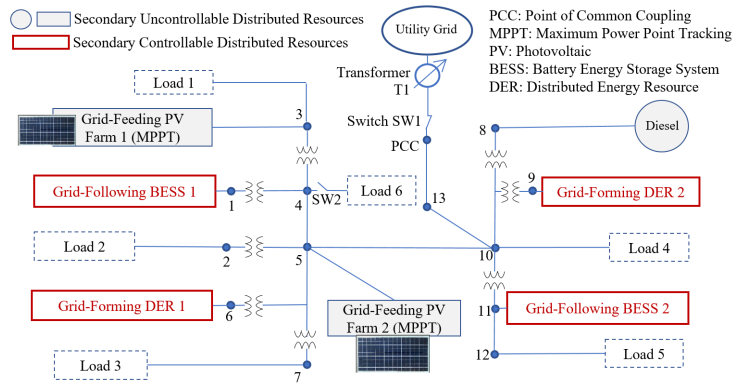 Secondary Uncontrollable Distributed Resources
Secondary Controllable Distributed Resources
Utility Grid
PCC: Point of Common Coupling
MPPT: Maximum Power Point Tracking
PV: Photovoltaic
BESS: Battery Energy Storage System
DER: Distributed Energy Resource
Transformer
T1
Load 1
Grid-Feeding PV
Farm 1 (MPPT)
3
Switch SW1
PCC
8
Diesel
Grid-Following BESS 1
1
4
SW2
Load 6
13
9
Grid-Forming DER 2
Load 2
2
5
10
Load 4
Grid-Forming DER 1
6
Grid-Feeding PV
Farm 2 (MPPT)
11
Grid-Following BESS 2
Load 3
7
12
Load 5